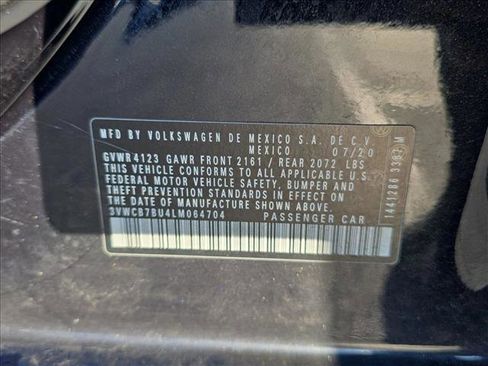 MFD BY VOLKSWAGEN DE MEXICO S.A. DE C.V.
MEXICO 07/20
GVWR 4123 GAWR FRONT 2161 / REAR 2072 LBS
THIS VEHICLE CONFORMS TO ALL APPLICABLE U.S.
FEDERAL MOTOR VEHICLE SAFETY, BUMPER AND
THEFT PREVENTION STANDARDS IN EFFECT ON
THE DATE OF MANUFACTURE SHOWN ABOVE.
3VWCB7BU4LM064704 PASSENGER CAR